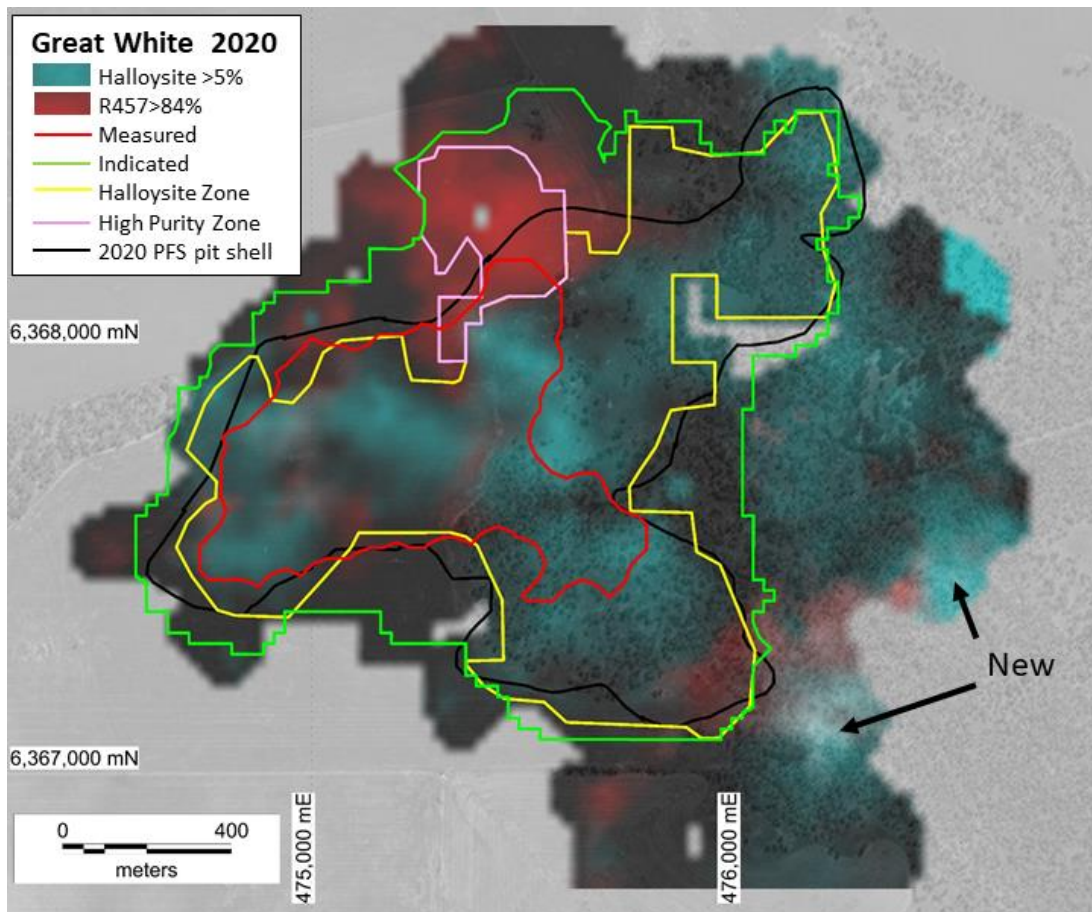 Great White 2020
Halloysite >5%
R457>84%
Measured
Indicated
Halloysite Zone
High Purity Zone
2020 PFS pit shell
6,368,000 mN
New
6,367,000 mN
0 400
meters
475,000 mE
476,000 mE